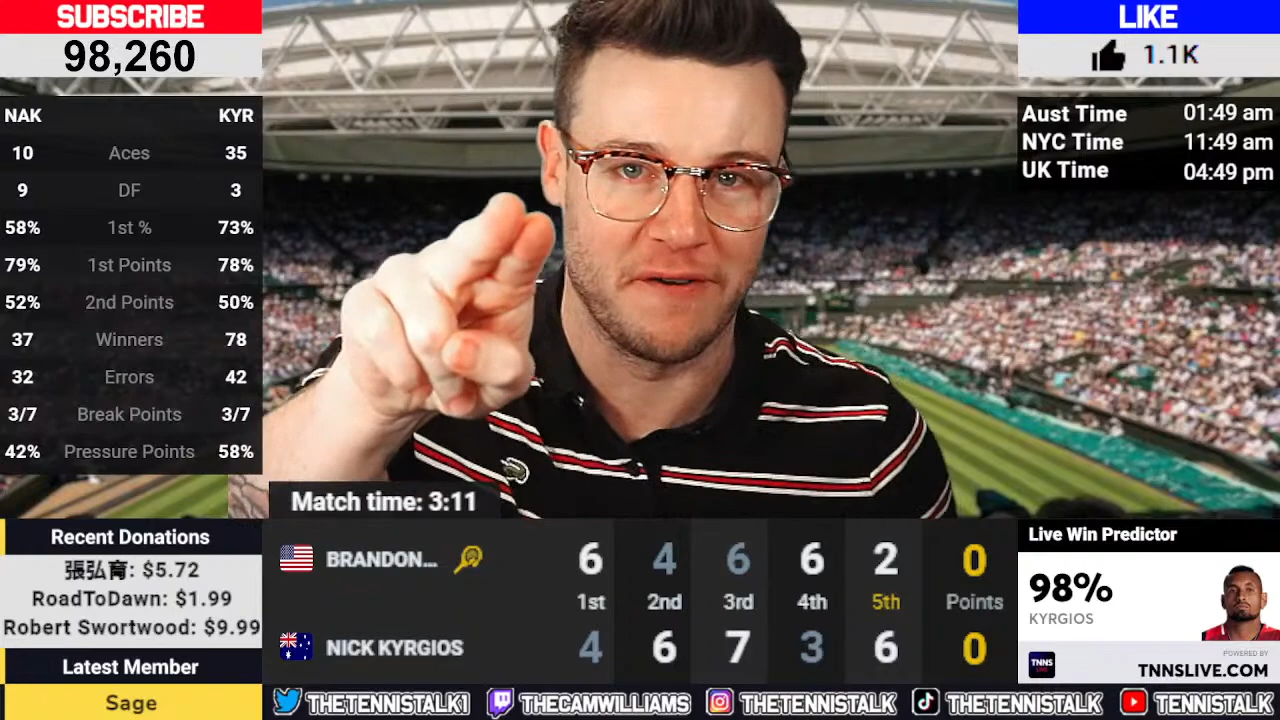 SUBSCRIBE
98,260
NAK KYR
10 Aces 35
9 DF 3
58% 1st % 73%
79% 1st Points 78%
52% 2nd Points 50%
37 Winners 78
32 Errors 42
3/7 Break Points 3/7
42% Pressure Points 58%
LIKE
1.1K
Aust Time 01:49 am
NYC Time 11:49 am
UK Time 04:49 pm
Match time: 3:11
Recent Donations
張弘育: $5.72
RoadToDawn: $1.99
Robert Swortwood: $9.99
Latest Member
Sage
BRANDON... 6 4 6 6 2 0
1st 2nd 3rd 4th 5th Points
NICK KYRGIOS 4 6 7 3 6 0
Live Win Predictor
98%
KYRGIOS
POWERED BY
TNNS LIVE
TNNSLIVE.COM
THETENNISTALK1 THECAMWILLIAMS THETENNISTALK THETENNISTALK TENNISTALK